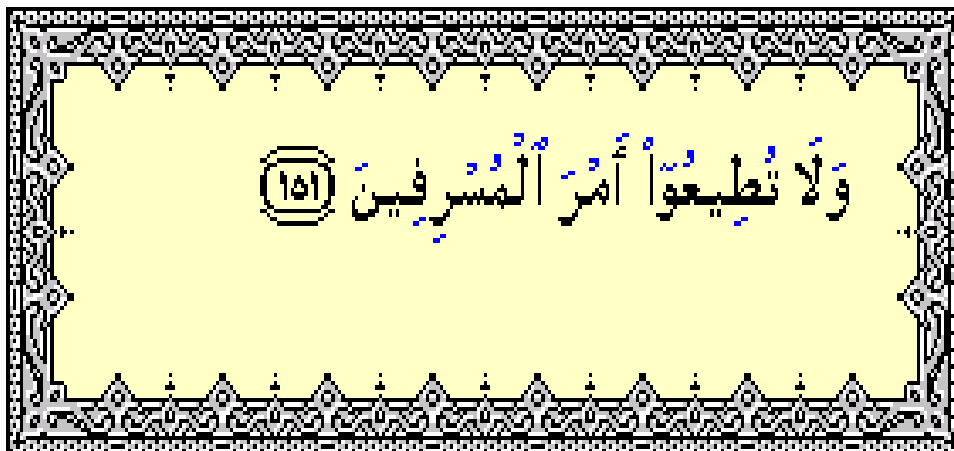 وَلَا تُطِيعُوٓا۟ أَمْرَ ٱلْمُسْرِفِينَ ١٥١